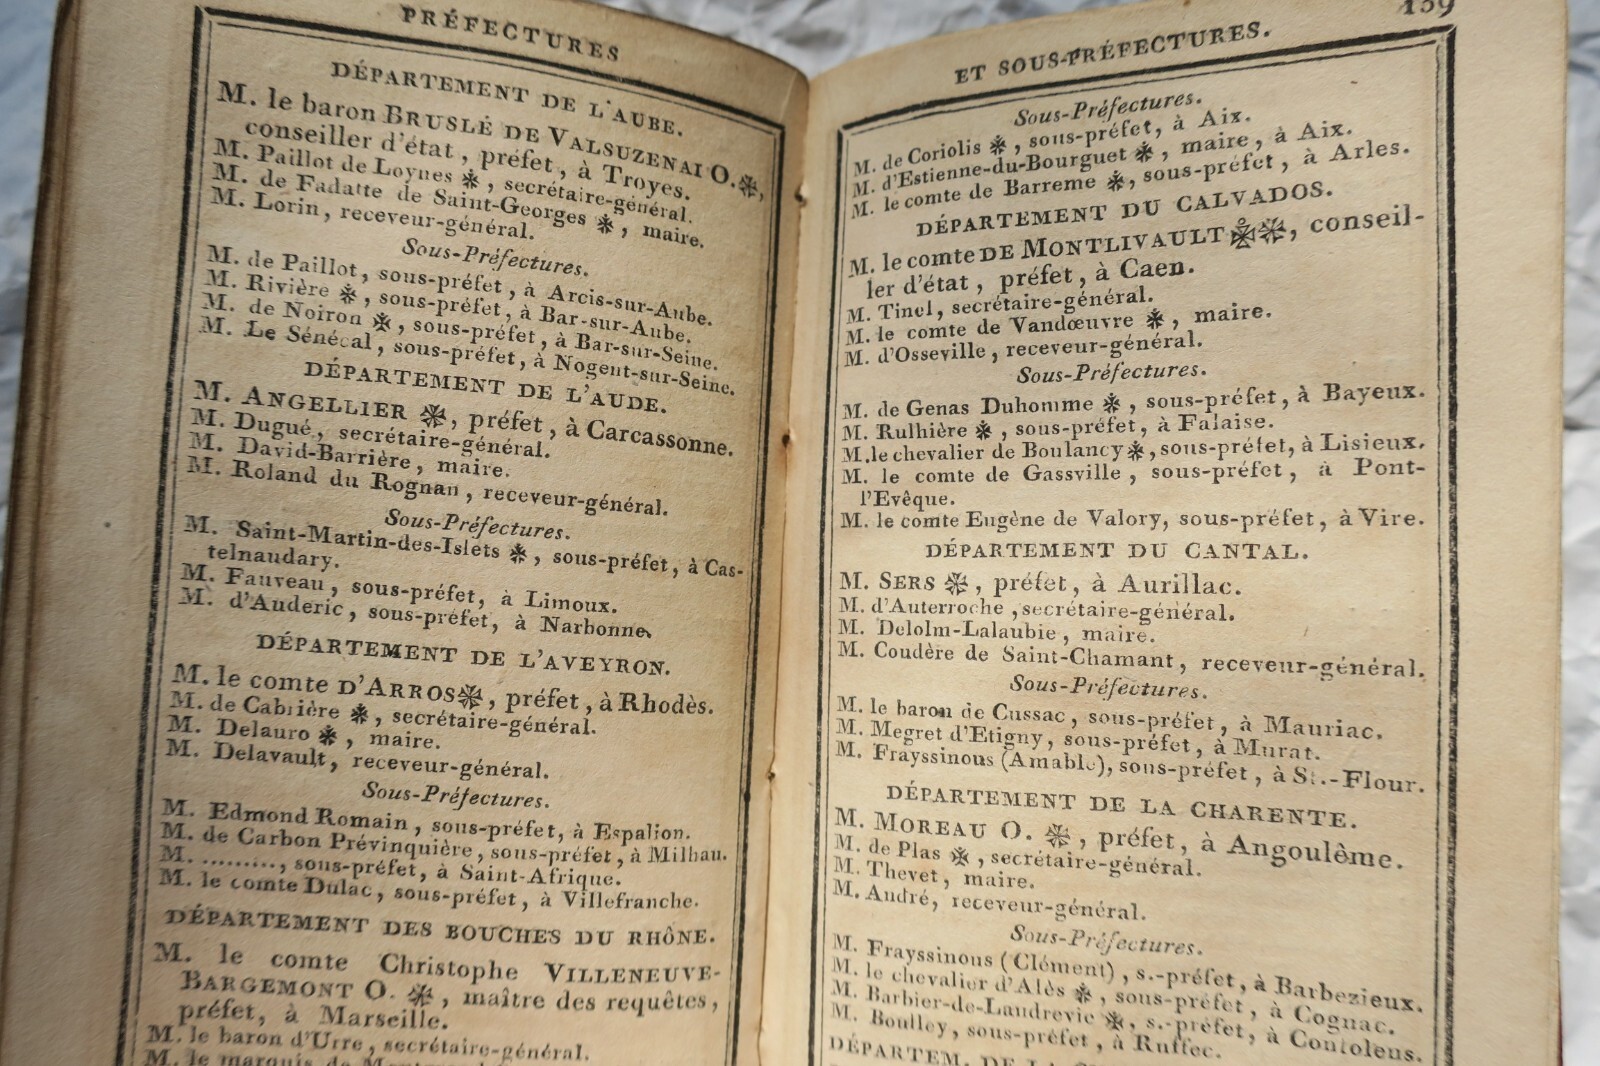 PRÉFECTURES
DÉPARTEMENT DE L'AUBE.
M. le baron BRUSLÉ DE VALSUZENAI O. ✼,
conseiller d'état, préfet, à Troyes.
M. Paillot de Loynes ✼, secrétaire-général.
M. de Fadatte de Saint-Georges ✼, maire.
M. Lorin, receveur-général.
Sous-Préfectures.
M. de Paillot, sous-préfet, à Arcis-sur-Aube.
M. Rivière ✼, sous-préfet, à Bar-sur-Aube.
M. de Noiron ✼, sous-préfet, à Bar-sur-Seine.
M. Le Sénécal, sous-préfet, à Nogent-sur-Seine.
DÉPARTEMENT DE L'AUDE.
M. ANGELLIER ✼, préfet, à Carcassonne.
M. Dugué, secrétaire-général.
M. David-Barrière, maire.
M. Roland du Rognan, receveur-général.
Sous-Préfectures.
M. Saint-Martin-des-Islets ✼, sous-préfet, à Cas-
telnaudary.
M. Fauveau, sous-préfet, à Limoux.
M. d'Auderic, sous-préfet, à Narbonne.
DÉPARTEMENT DE L'AVEYRON.
M. le comte D'ARROS ✼, préfet, à Rhodès.
M. de Cabrière ✼, secrétaire-général.
M. Delauro ✼, maire.
M. Delavault, receveur-général.
Sous-Préfectures.
M. Edmond Romain, sous-préfet, à Espalion.
M. de Carbon Prévinquière, sous-préfet, à Milhau.
M. .........., sous-préfet, à Saint-Afrique.
M. le comte Dulac, sous-préfet, à Villefranche.
DÉPARTEMENT DES BOUCHES DU RHÔNE.
M. le comte Christophe VILLENEUVE-
BARGEMONT O. ✼, maître des requêtes,
préfet, à Marseille.
M. le baron d'Urre, secrétaire-général.
M. le marquis de
159
ET SOUS-PRÉFECTURES.
Sous-Préfectures.
M. de Coriolis ✼, sous-préfet, à Aix.
M. d'Estienne-du-Bourguet ✼, maire, à Aix.
M. le comte de Barreme ✼, sous-préfet, à Arles.
DÉPARTEMENT DU CALVADOS.
M. le comte DE MONTLIVAULT ✠✼, conseil-
ler d'état, préfet, à Caen.
M. Tinel, secrétaire-général.
M. le comte de Vandœuvre ✼, maire.
M. d'Osseville, receveur-général.
Sous-Préfectures.
M. de Genas Duhomme ✼, sous-préfet, à Bayeux.
M. Rulhière ✼, sous-préfet, à Falaise.
M. le chevalier de Boulancy ✼, sous-préfet, à Lisieux.
M. le comte de Gassville, sous-préfet, à Pont-
l'Evêque.
M. le comte Eugène de Valory, sous-préfet, à Vire.
DÉPARTEMENT DU CANTAL.
M. SERS ✼, préfet, à Aurillac.
M. d'Auterroche, secrétaire-général.
M. Delolm-Lalaubie, maire.
M. Coudère de Saint-Chamant, receveur-général.
Sous-Préfectures.
M. le baron de Cussac, sous-préfet, à Mauriac.
M. Megret d'Etigny, sous-préfet, à Murat.
M. Frayssinous (Amable), sous-préfet, à St.-Flour.
DÉPARTEMENT DE LA CHARENTE.
M. MOREAU O. ✼, préfet, à Angoulême.
M. de Plas ✼, secrétaire-général.
M. Thevet, maire.
M. André, receveur-général.
Sous-Préfectures.
M. Frayssinous (Clément), s.-préfet, à Barbezieux.
M. le chevalier d'Alès ✼, sous-préfet, à Cognac.
M. Barbier-de-Landrevie ✼, s.-préfet, à Confolens.
M. Boulley, sous-préfet, à Ruffec.
DÉPARTEM. DE LA